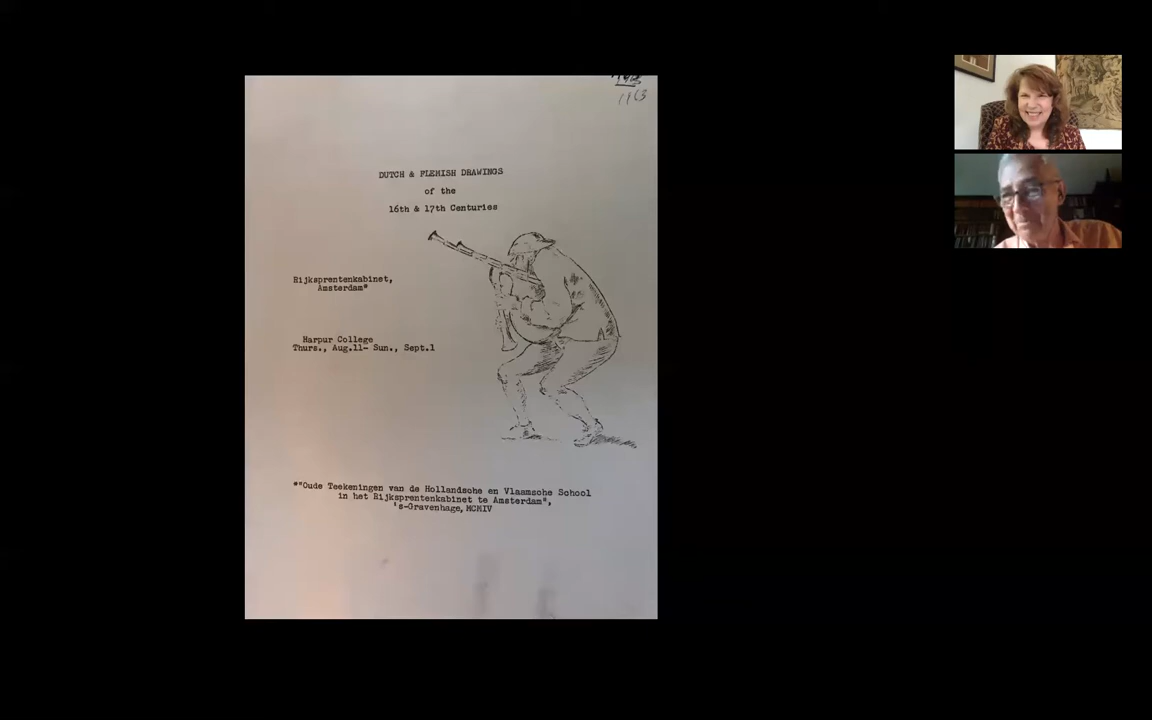 1963
DUTCH & FLEMISH DRAWINGS
of the
16th & 17th Centuries
Rijksprentenkabinet,
Amsterdam*
Harpur College
Thurs., Aug.11- Sun., Sept.1
*"Oude Teekeningen van de Hollandsche en Vlaamsche School
in het Rijksprentenkabinet te Amsterdam",
's-Gravenhage, MCMIV